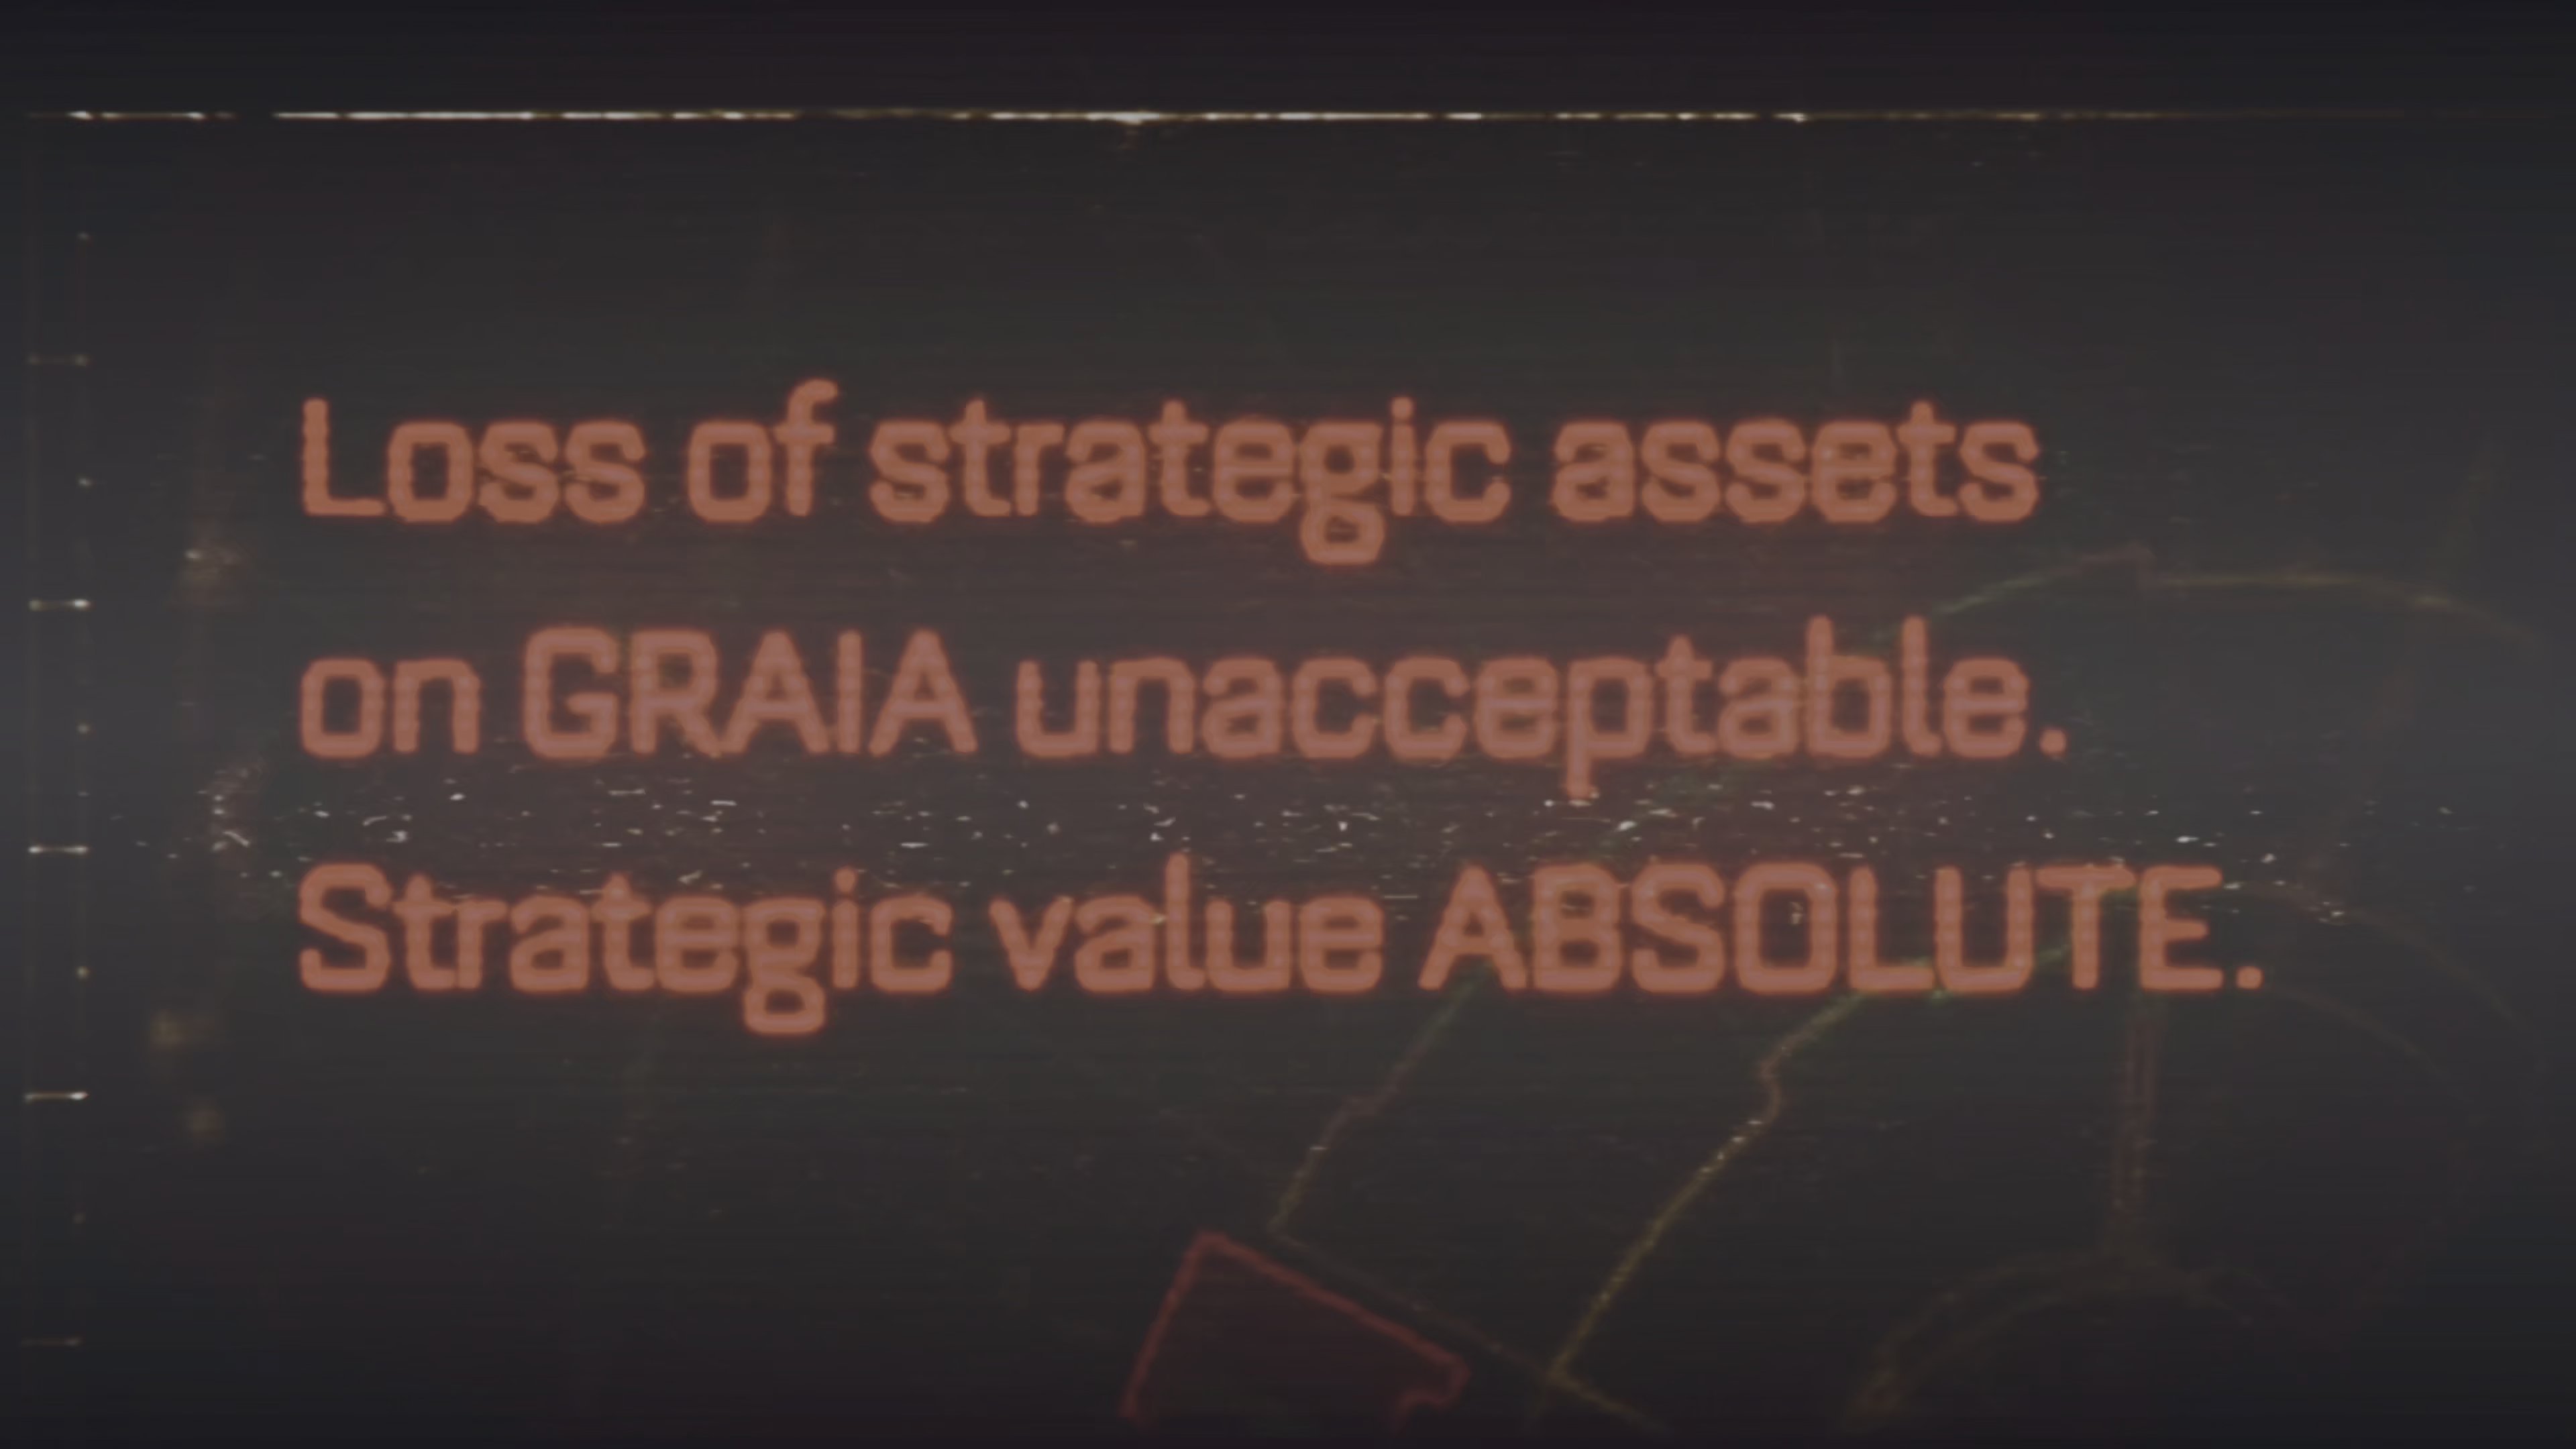 Loss of strategic assets
on GRAIA unacceptable.
Strategic value ABSOLUTE.